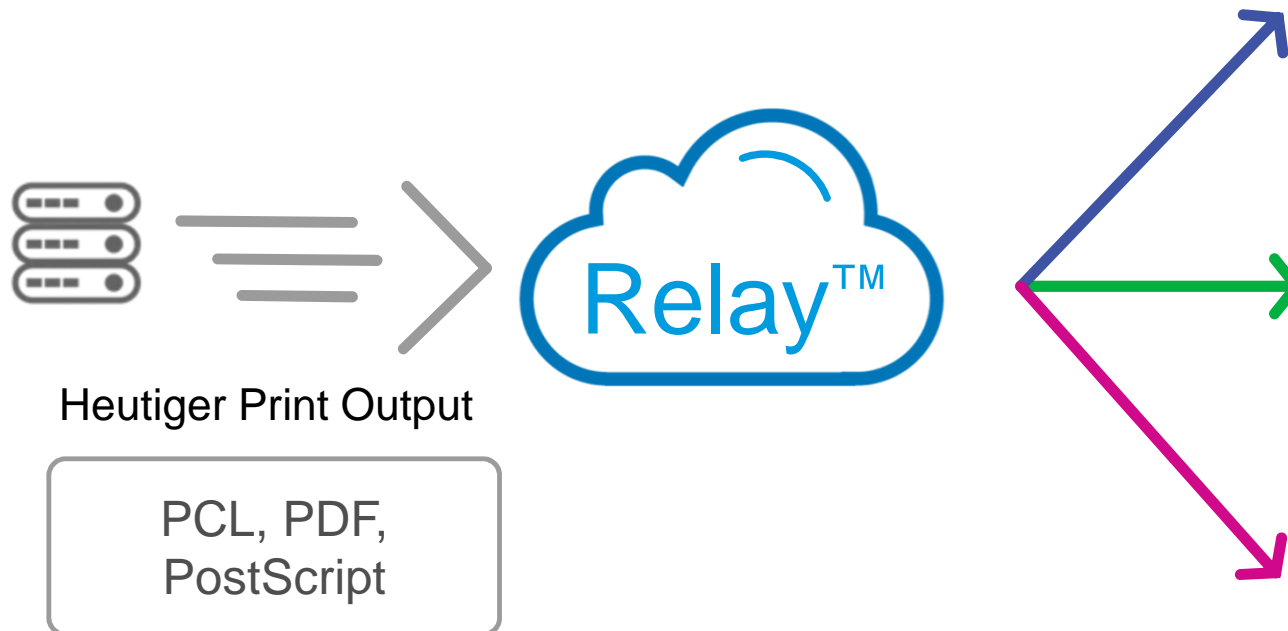 Relay™
Heutiger Print Output
PCL, PDF,
PostScript